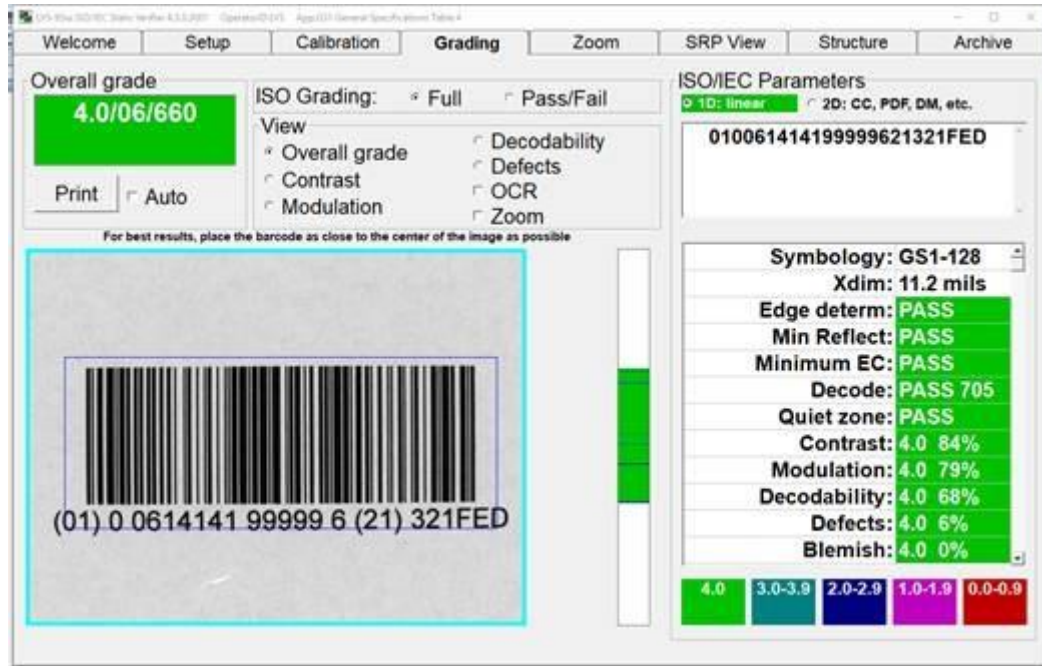 Welcome Setup Calibration Grading Zoom SRP View Structure Archive
Overall grade
4.0/06/660
Print
Auto
ISO Grading: Full Pass/Fail
View
Overall grade
Contrast
Modulation
Decodability
Defects
OCR
Zoom
For best results, place the barcode as close to the center of the image as possible
(01) 0 0614141 99999 6 (21) 321FED
ISO/IEC Parameters
1D: linear 2D: CC, PDF, DM, etc.
010061414199999621321FED
Symbology: GS1-128
Xdim: 11.2 mils
Edge determ: PASS
Min Reflect: PASS
Minimum EC: PASS
Decode: PASS 705
Quiet zone: PASS
Contrast: 4.0 84%
Modulation: 4.0 79%
Decodability: 4.0 68%
Defects: 4.0 6%
Blemish: 4.0 0%
4.0 3.0-3.9 2.0-2.9 1.0-1.9 0.0-0.9